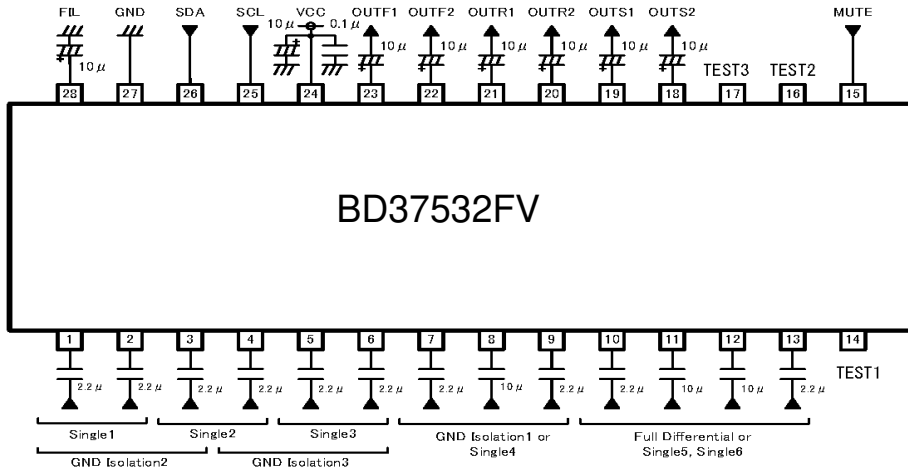 FIL GND SDA SCL VCC OUTF1 OUTF2 OUTR1 OUTR2 OUTS1 OUTS2 MUTE
10μ 0.1μ
10μ 10μ 10μ 10μ 10μ 10μ 10μ TEST3 TEST2
28 27 26 25 24 23 22 21 20 19 18 17 16 15
BD37532FV
1 2 3 4 5 6 7 8 9 10 11 12 13 14
TEST1
2.2μ 2.2μ 2.2μ 2.2μ 2.2μ 2.2μ 2.2μ 10μ 2.2μ 2.2μ 10μ 10μ 2.2μ
Single1 Single2 Single3 GND Isolation1 or Full Differential or
Single4 Single5, Single6
GND Isolation2 GND Isolation3